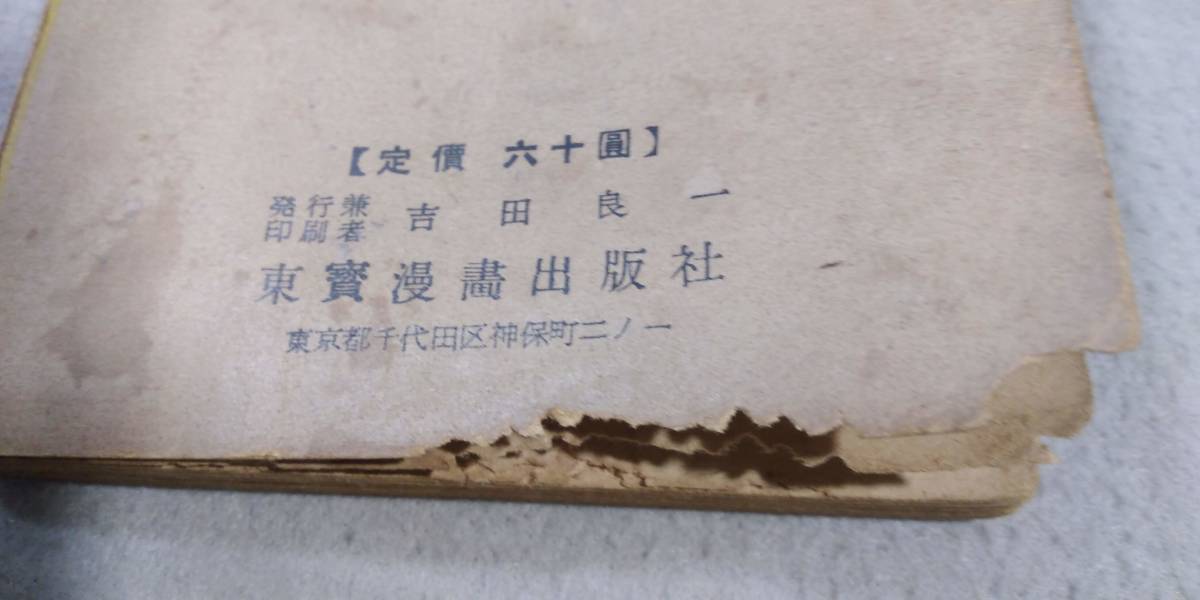 【定價 六十圓】
発行兼
印刷者 吉田良一
東寶漫畵出版社
東京都千代田区神保町二ノ一